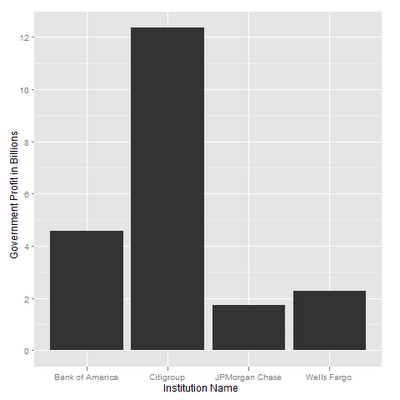 Government Profit in Billions
12
10
8
6
4
2
0
Bank of America Citigroup JPMorgan Chase Wells Fargo
Institution Name